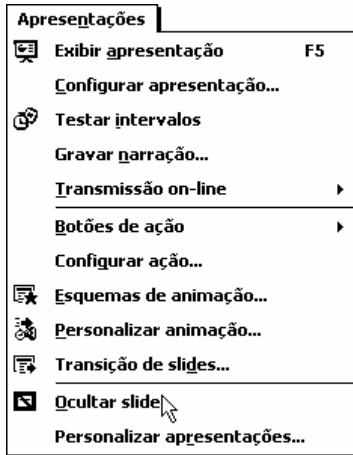 Apresentações
Exibir apresentação F5
Configurar apresentação...
Testar intervalos
Gravar narração...
Transmissão on-line
Botões de ação
Configurar ação...
Esquemas de animação...
Personalizar animação...
Transição de slides...
Ocultar slide
Personalizar apresentações...